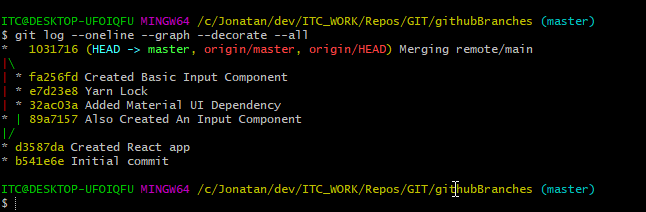 ITC@DESKTOP-UFOIQFU MINGW64 /c/Jonatan/dev/ITC_WORK/Repos/GIT/githubBranches (master)
$ git log --oneline --graph --decorate --all
*   1031716 (HEAD -> master, origin/master, origin/HEAD) Merging remote/main
|\
| * fa256fd Created Basic Input Component
| * e7d23e8 Yarn Lock
| * 32ac03a Added Material UI Dependency
* | 89a7157 Also Created An Input Component
|/
* d3587da Created React app
* b541e6e Initial commit
ITC@DESKTOP-UFOIQFU MINGW64 /c/Jonatan/dev/ITC_WORK/Repos/GIT/githubBranches (master)
$